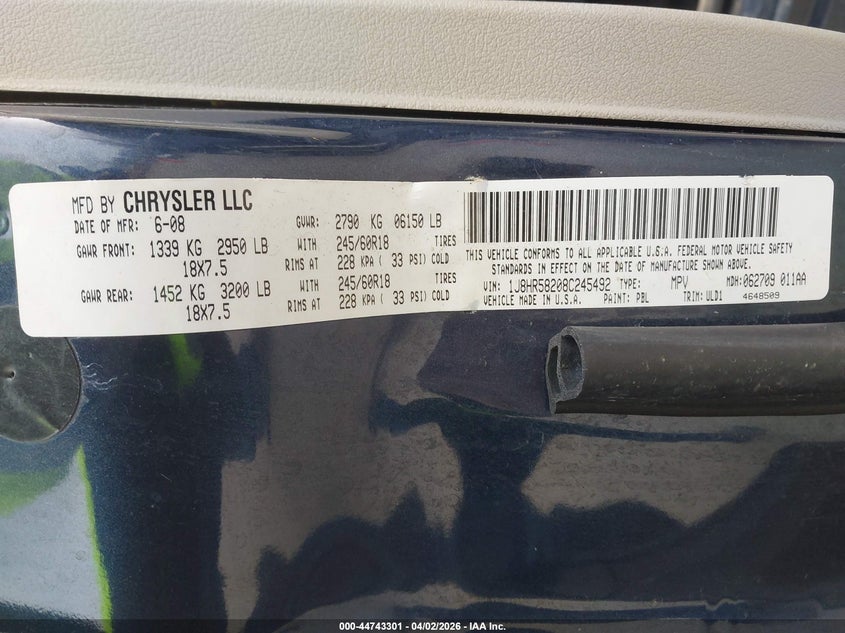 MFD BY CHRYSLER LLC
DATE OF MFR: 6-08 GVWR: 2790 KG 06150 LB
GAWR FRONT: 1339 KG 2950 LB WITH 245/60R18 TIRES
18X7.5 RIMS AT 228 KPA ( 33 PSI) COLD
GAWR REAR: 1452 KG 3200 LB WITH 245/60R18 TIRES
18X7.5 RIMS AT 228 KPA ( 33 PSI) COLD
THIS VEHICLE CONFORMS TO ALL APPLICABLE U.S.A. FEDERAL MOTOR VEHICLE SAFETY
STANDARDS IN EFFECT ON THE DATE OF MANUFACTURE SHOWN ABOVE.
VIN: 1J8HR58208C245492 TYPE: MPV MDH: 062709 011AA
VEHICLE MADE IN U.S.A. PAINT: PBL TRIM: ULD1 4648509
000-44743301 - 04/02/2026 - IAA Inc.